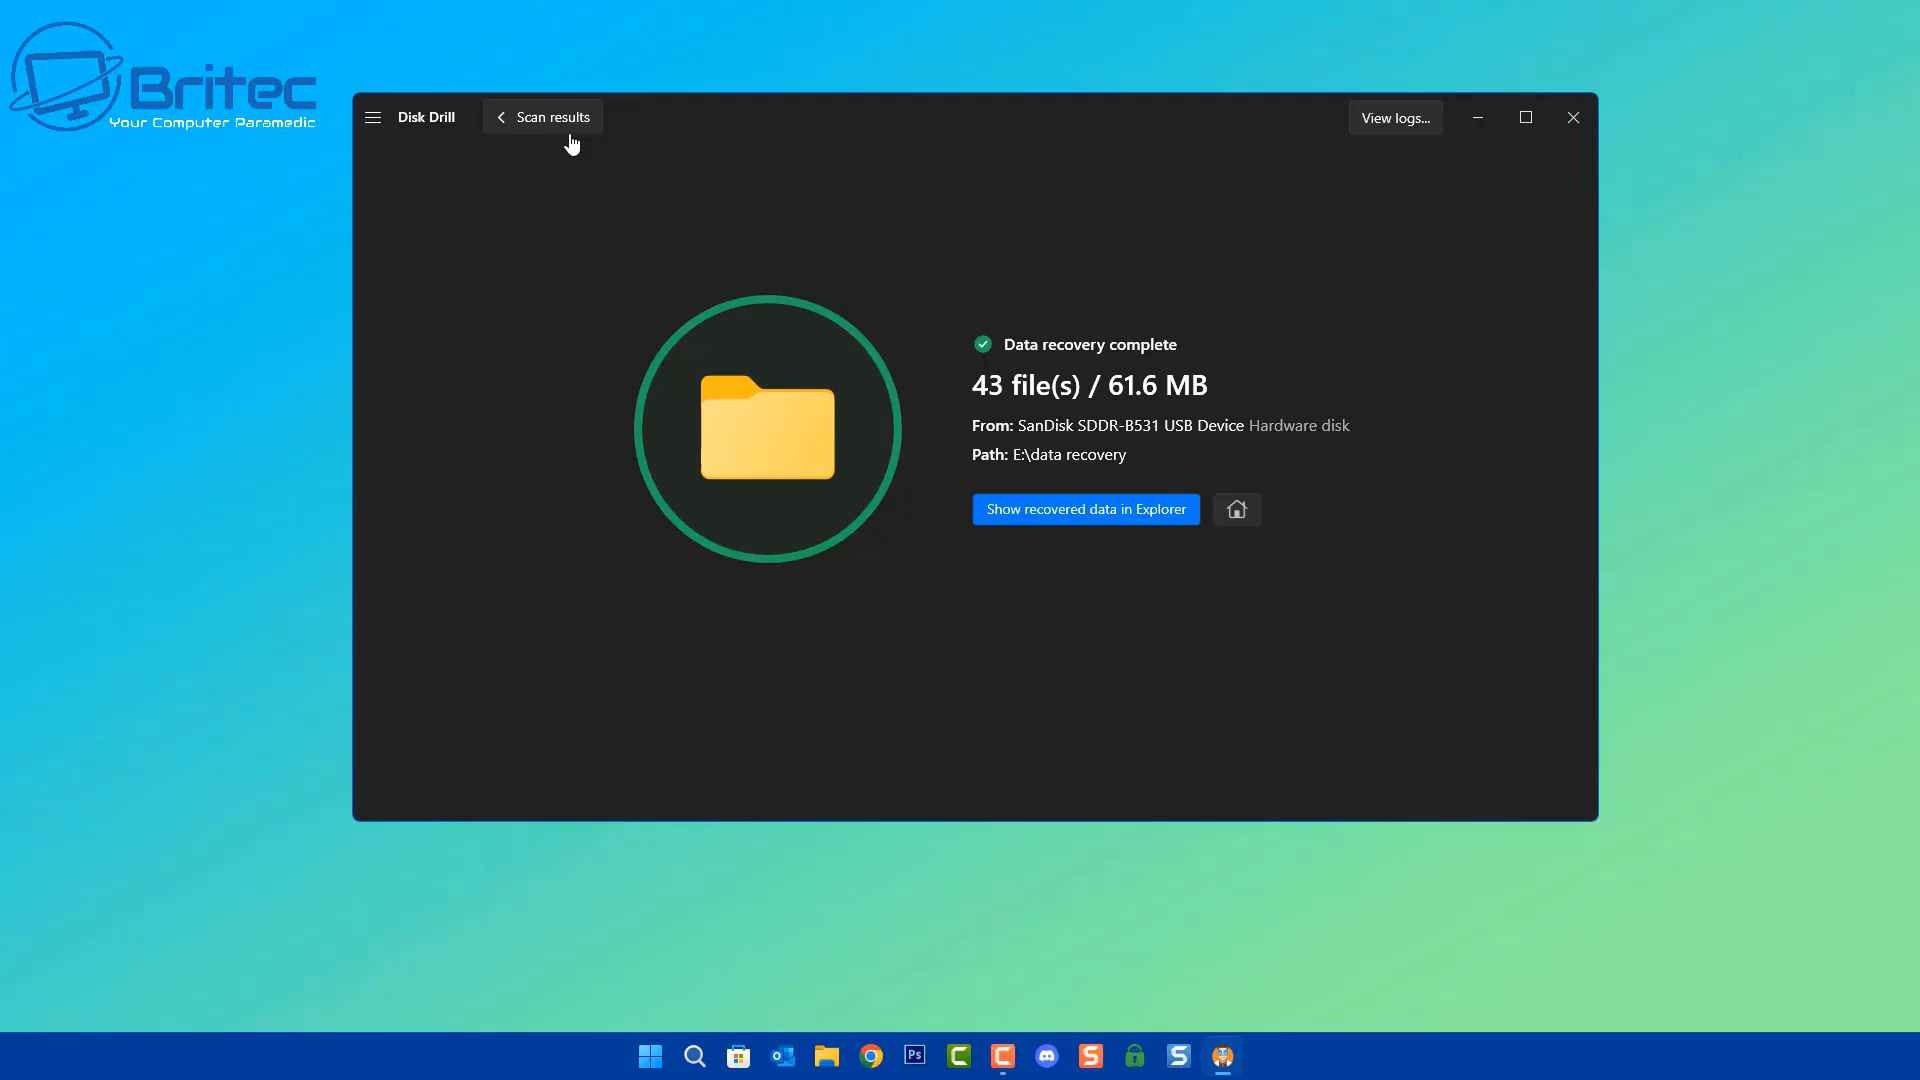 Britec
Your Computer Paramedic
Disk Drill
Scan results
View logs...
Data recovery complete
43 file(s) / 61.6 MB
From: SanDisk SDDR-B531 USB Device Hardware disk
Path: E:\data recovery
Show recovered data in Explorer
O
Ps
C
C
S
S